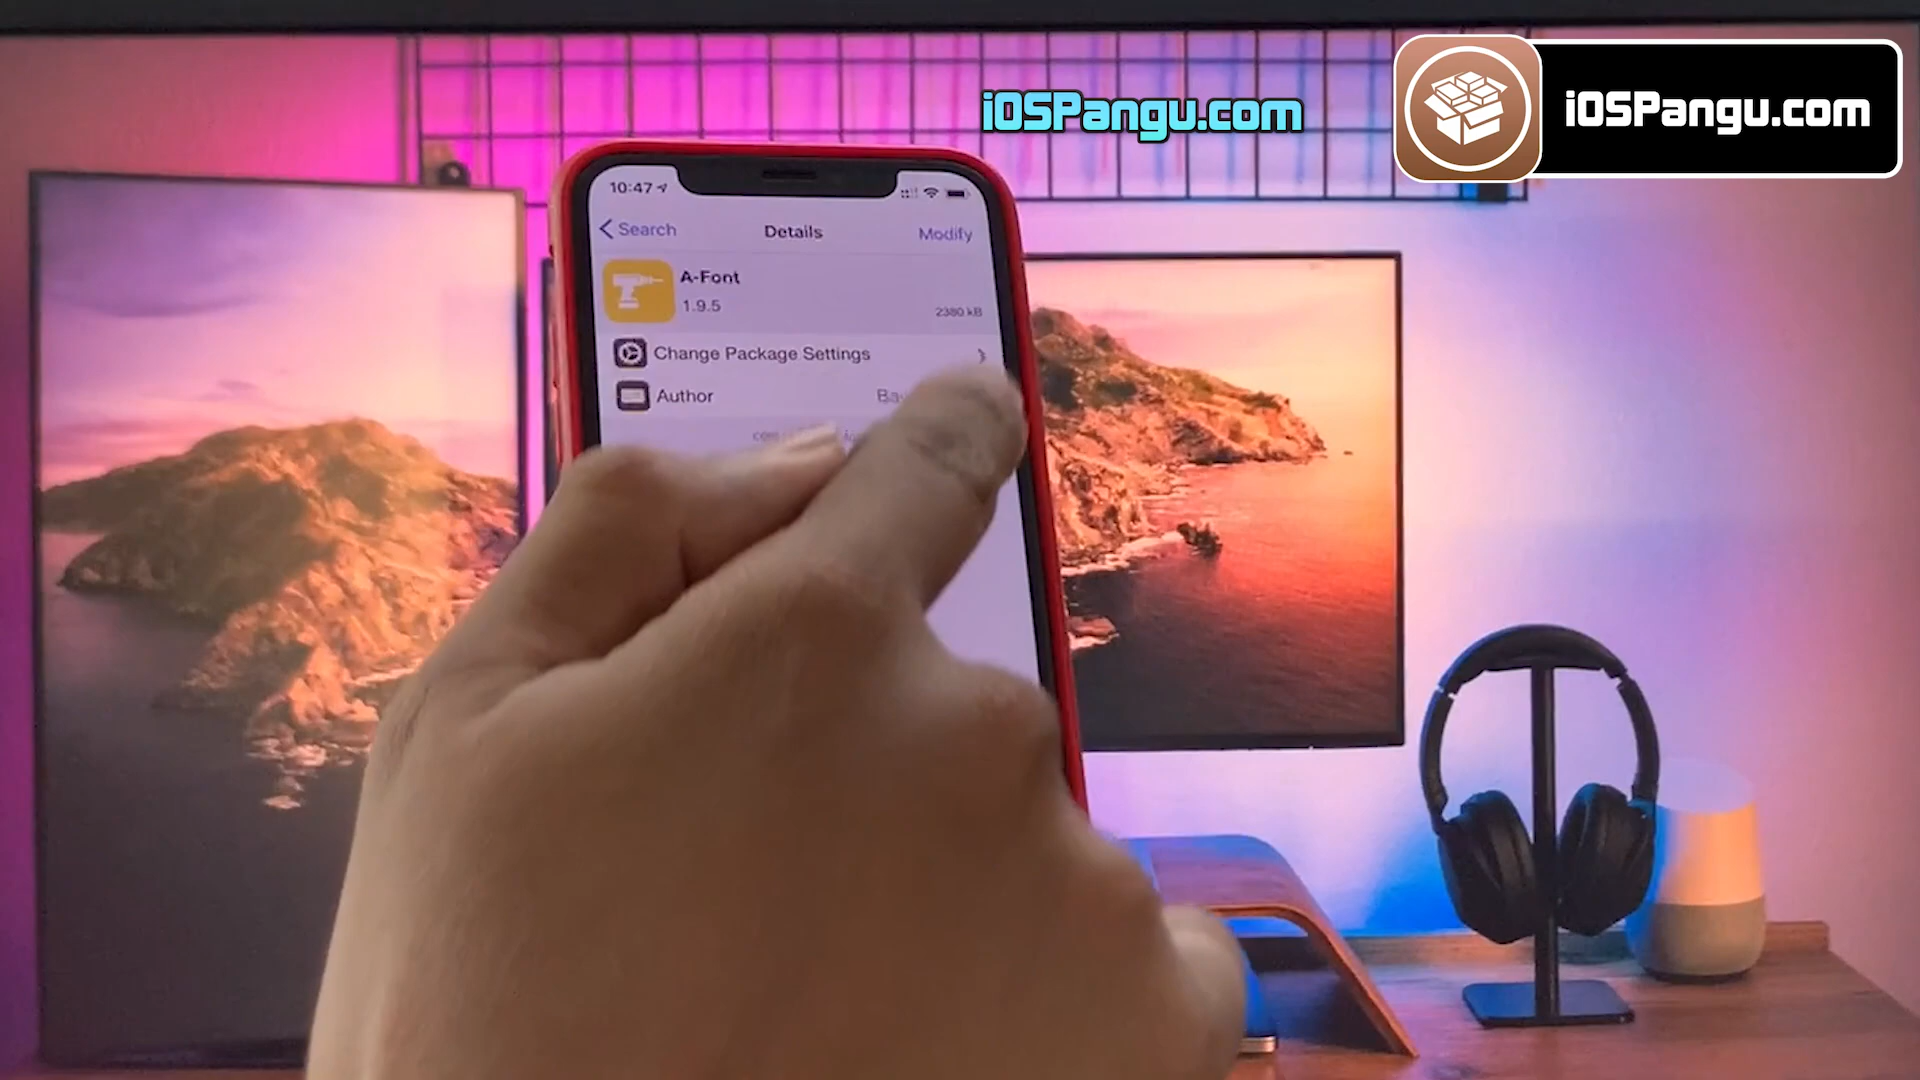 iOSPangu.com
iOSPangu.com
10:47
Search
Details
Modify
A-Font
1.9.5
2380 kB
Change Package Settings
Author